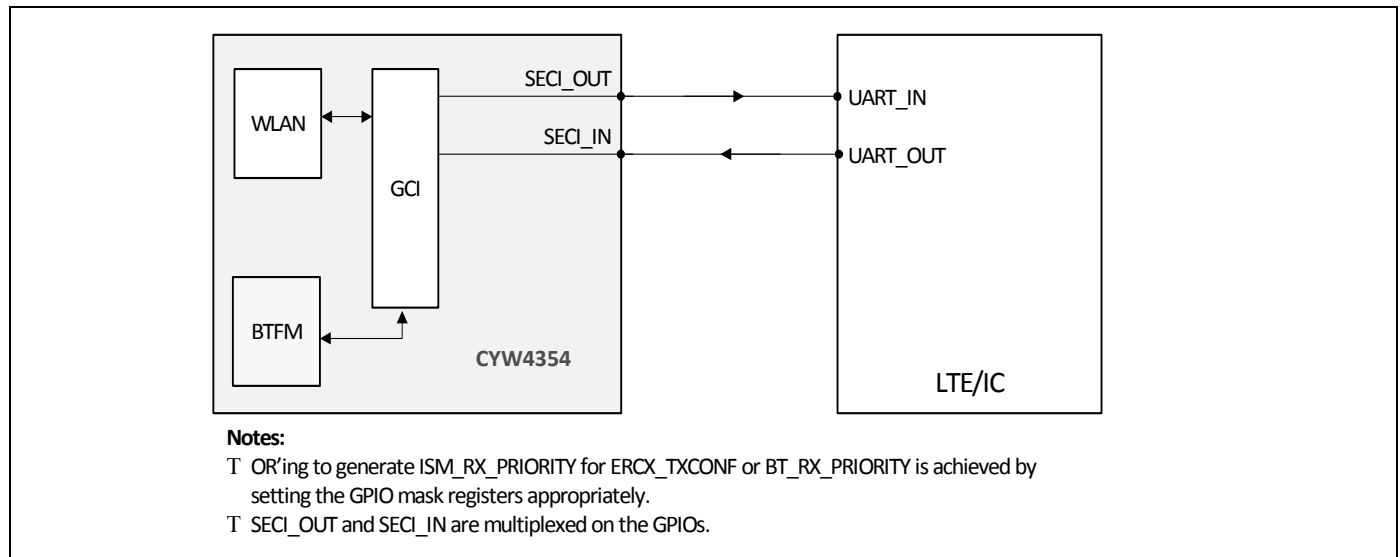 SECI_OUT
UART_IN
WLAN
SECI_IN
UART_OUT
GCI
BTFM
CYW4354
LTE/IC
Notes:
T OR'ing to generate ISM_RX_PRIORITY for ERCX_TXCONF or BT_RX_PRIORITY is achieved by
setting the GPIO mask registers appropriately.
T SECI_OUT and SECI_IN are multiplexed on the GPIOs.